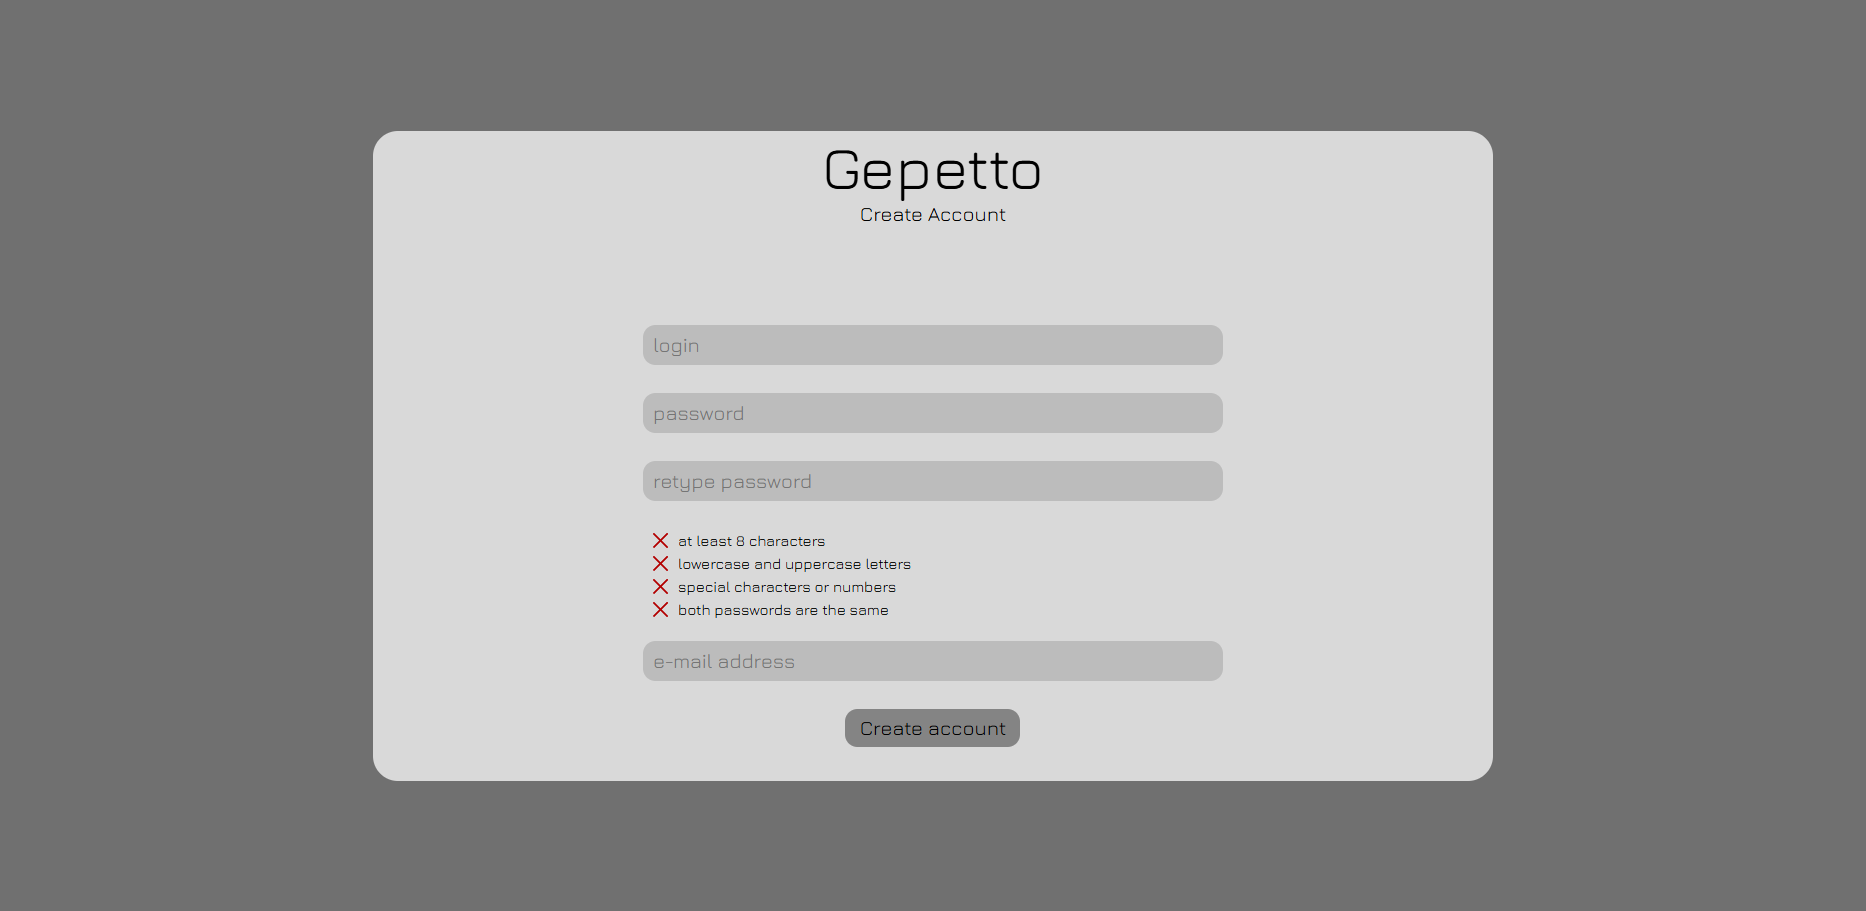 Gepetto
Create Account
login
password
retype password
at least 8 characters
lowercase and uppercase letters
special characters or numbers
both passwords are the same
e-mail address
Create account